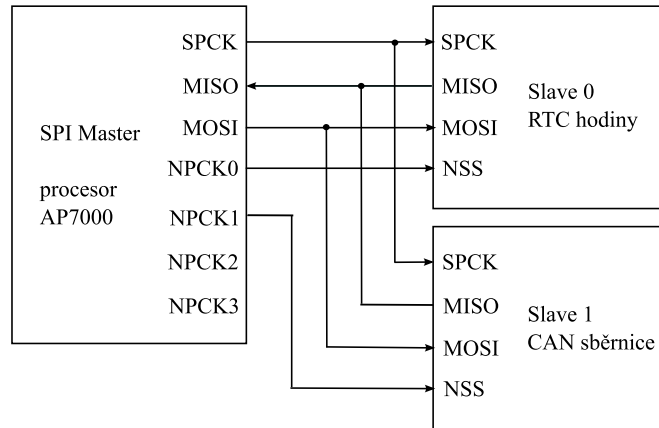 SPI Master
procesor
AP7000
SPCK
MISO
MOSI
NPCK0
NPCK1
NPCK2
NPCK3
SPCK
MISO
MOSI
NSS
Slave 0
RTC hodiny
SPCK
MISO
MOSI
NSS
Slave 1
CAN sběrnice